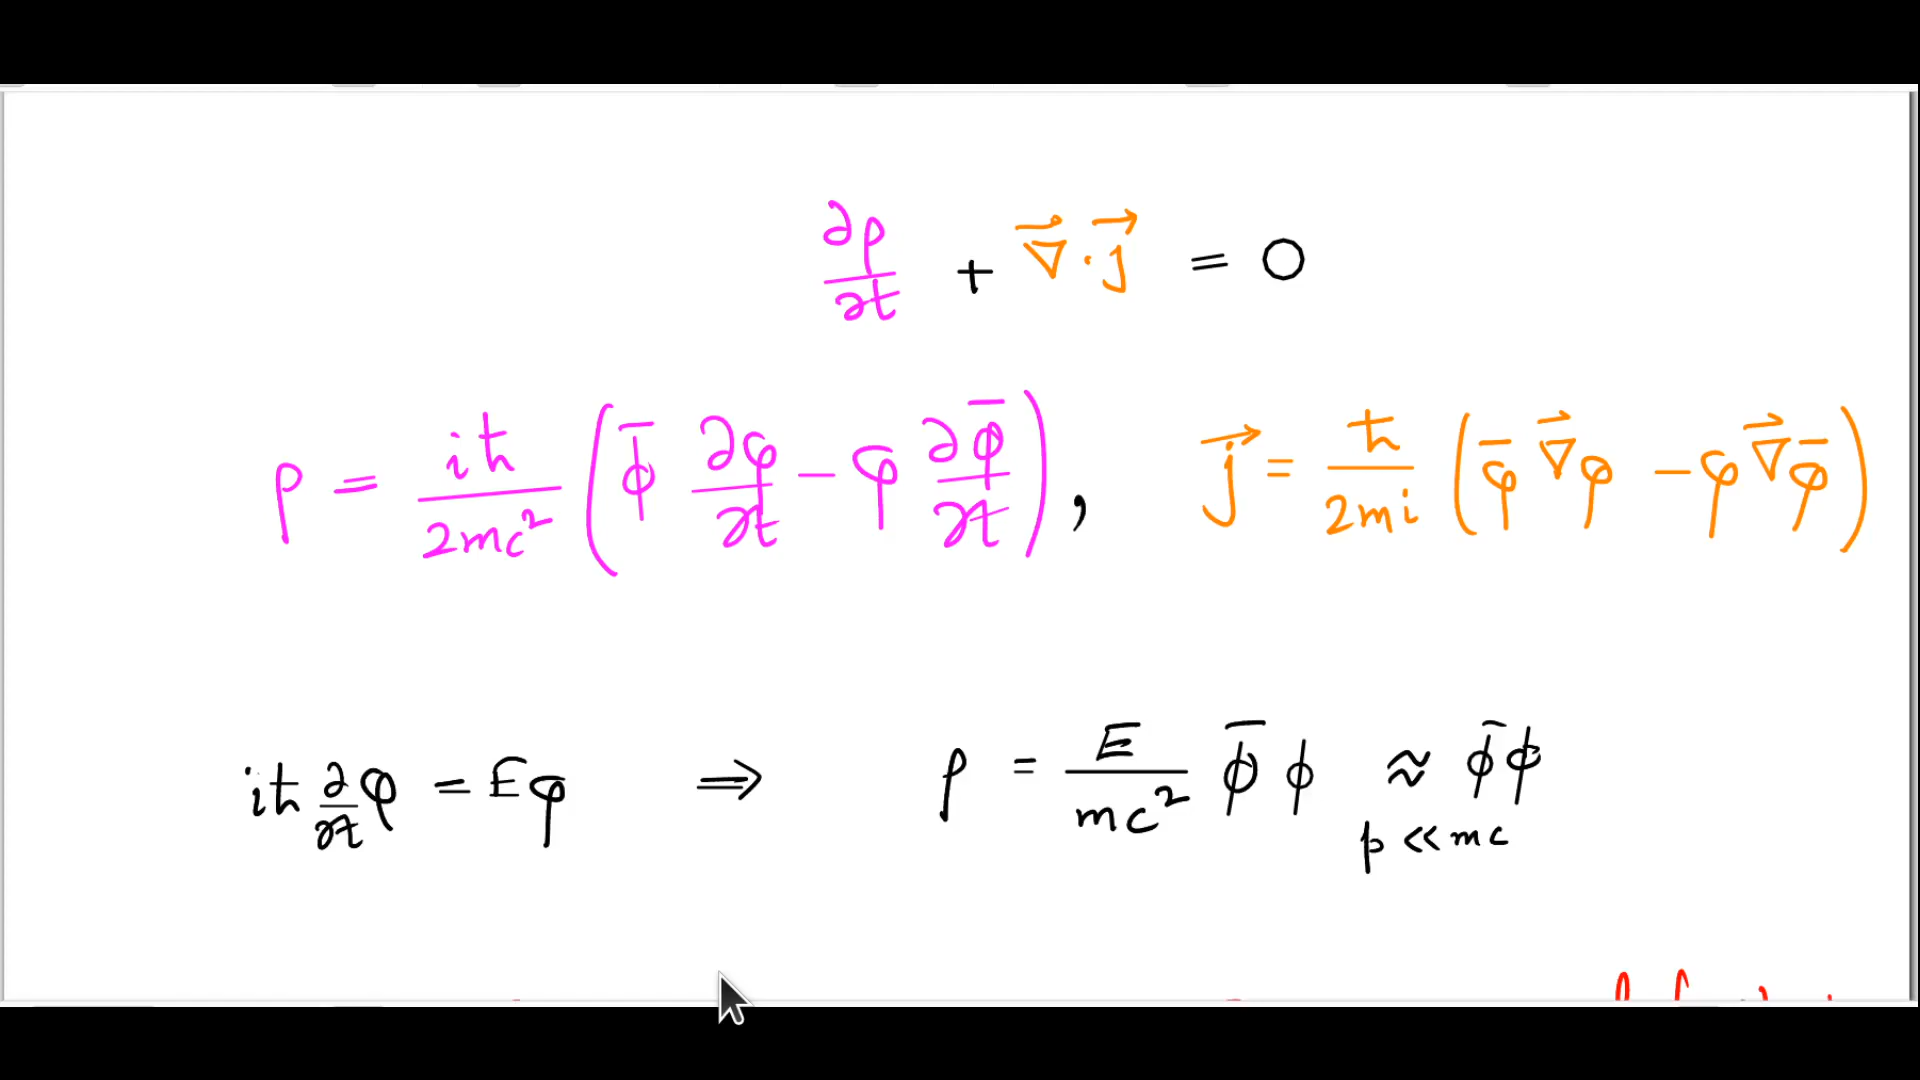 ∂ρ/∂t + ∇⃗·j⃗ = 0
ρ = iħ/2mc² (φ̄ ∂φ/∂t − φ ∂φ̄/∂t), j⃗ = ħ/2mi (φ̄ ∇⃗φ − φ ∇⃗φ̄)
iħ ∂/∂t φ = Eφ ⇒ ρ = E/mc² φ̄ φ ≈ φ̄φ
p << mc